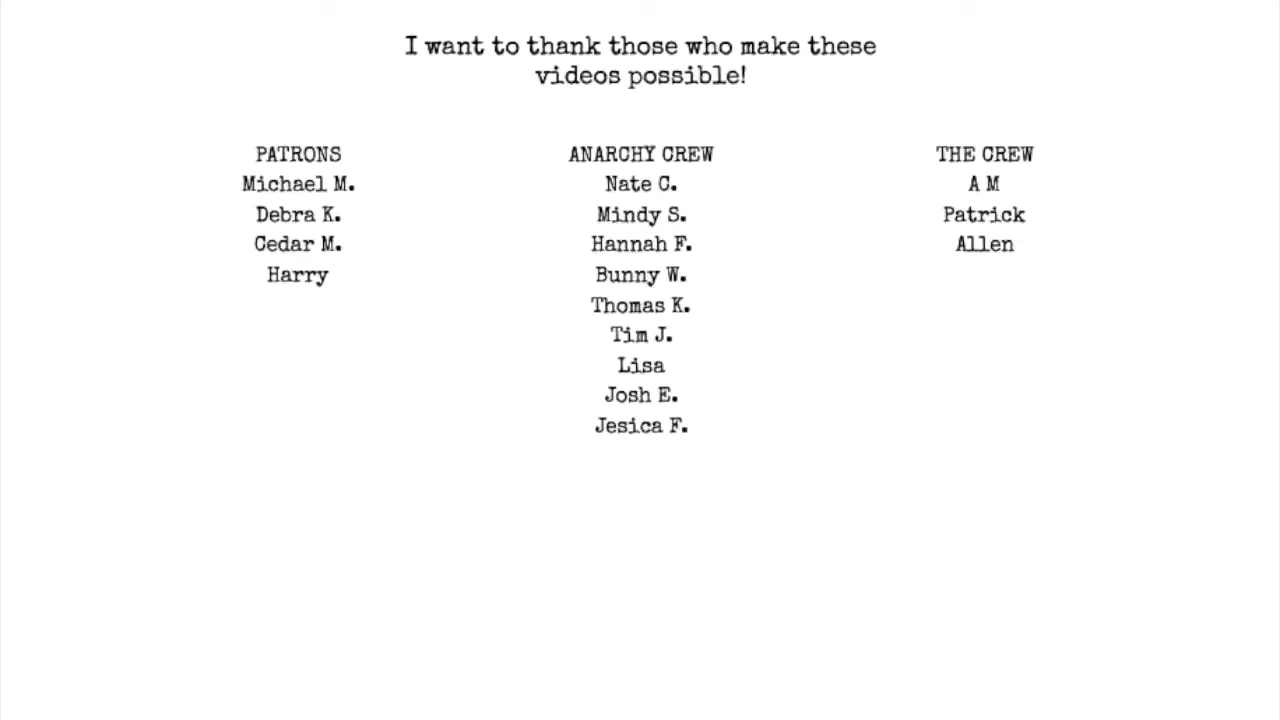 I want to thank those who make these
videos possible!
PATRONS
Michael M.
Debra K.
Cedar M.
Harry
ANARCHY CREW
Nate C.
Mindy S.
Hannah F.
Bunny W.
Thomas K.
Tim J.
Lisa
Josh E.
Jesica F.
THE CREW
A M
Patrick
Allen